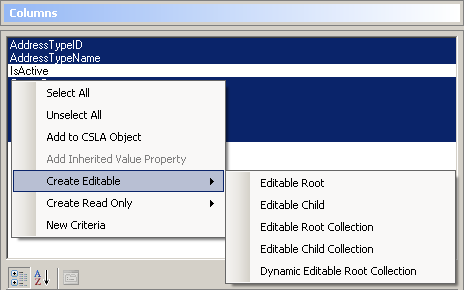 Columns
AddressTypeID
AddressTypeName
IsActive
Select All
Unselect All
Add to CSLA Object
Add Inherited Value Property
Create Editable
Create Read Only
New Criteria
Editable Root
Editable Child
Editable Root Collection
Editable Child Collection
Dynamic Editable Root Collection